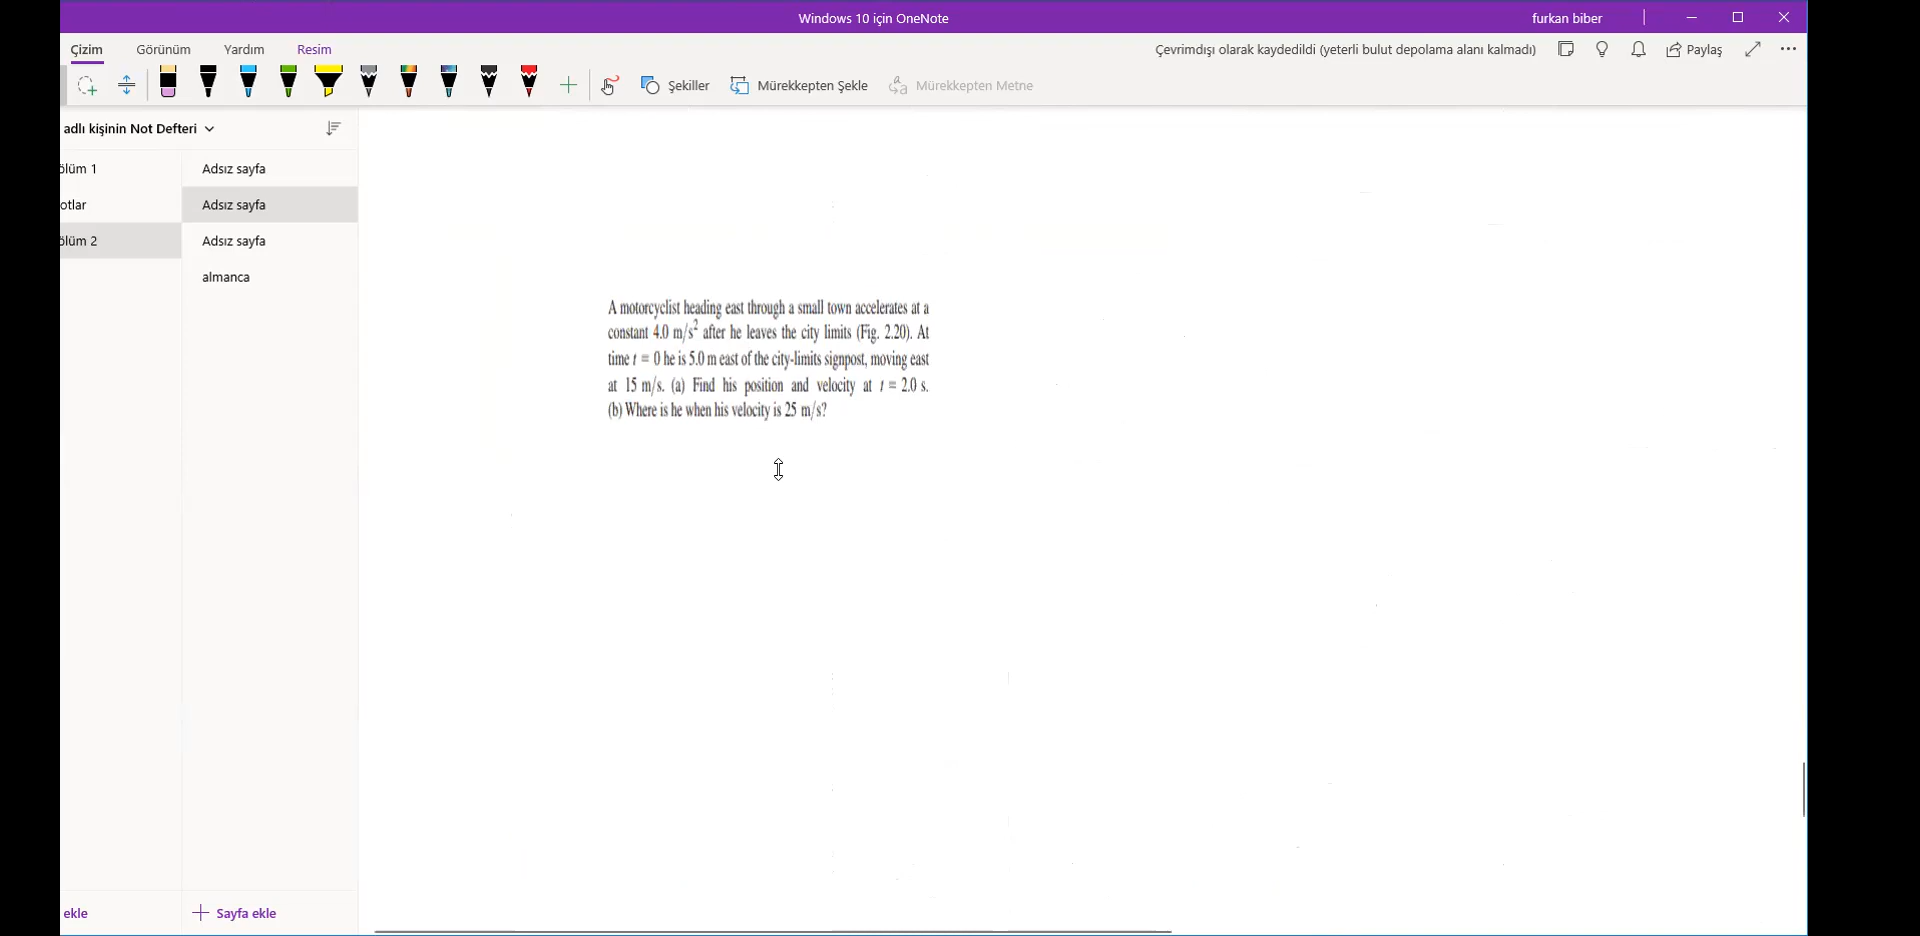 Windows 10 için OneNote
furkan biber
Çizim Görünüm Yardım Resim
Çevrimdışı olarak kaydedildi (yeterli bulut depolama alanı kalmadı)
Paylaş
Şekiller
Mürekkepten Şekle
Mürekkepten Metne
adlı kişinin Not Defteri
ölüm 1
otlar
ölüm 2
Adsız sayfa
Adsız sayfa
Adsız sayfa
almanca
A motorcyclist heading east through a small town accelerates at a
constant 4.0 m/s² after he leaves the city limits (Fig. 2.20). At
time t = 0 he is 5.0 m east of the city-limits signpost, moving east
at 15 m/s. (a) Find his position and velocity at t = 2.0 s.
(b) Where is he when his velocity is 25 m/s?
ekle
Sayfa ekle